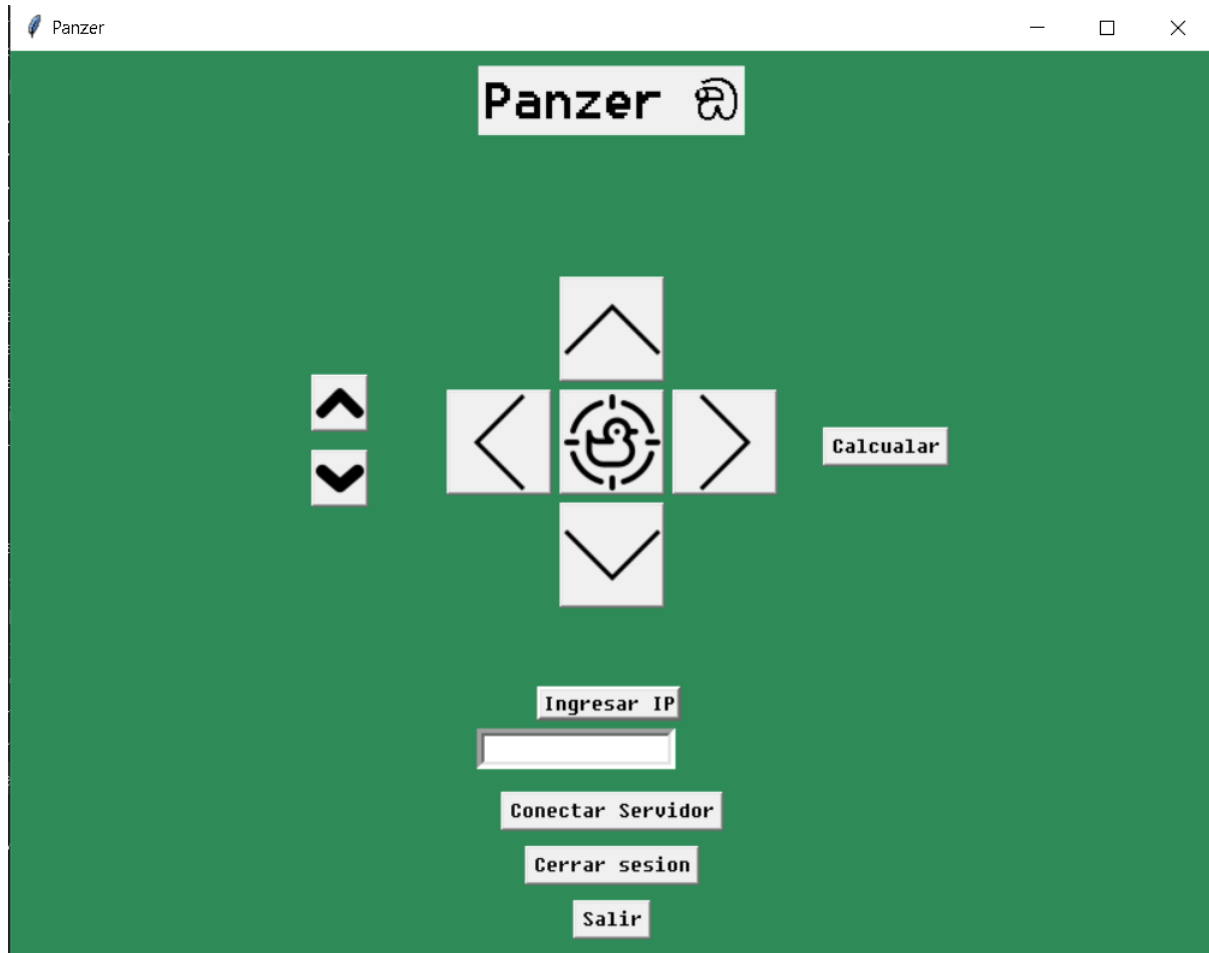 Panzer
Panzer ඞ
Calcualar
Ingresar IP
Conectar Servidor
Cerrar sesion
Salir